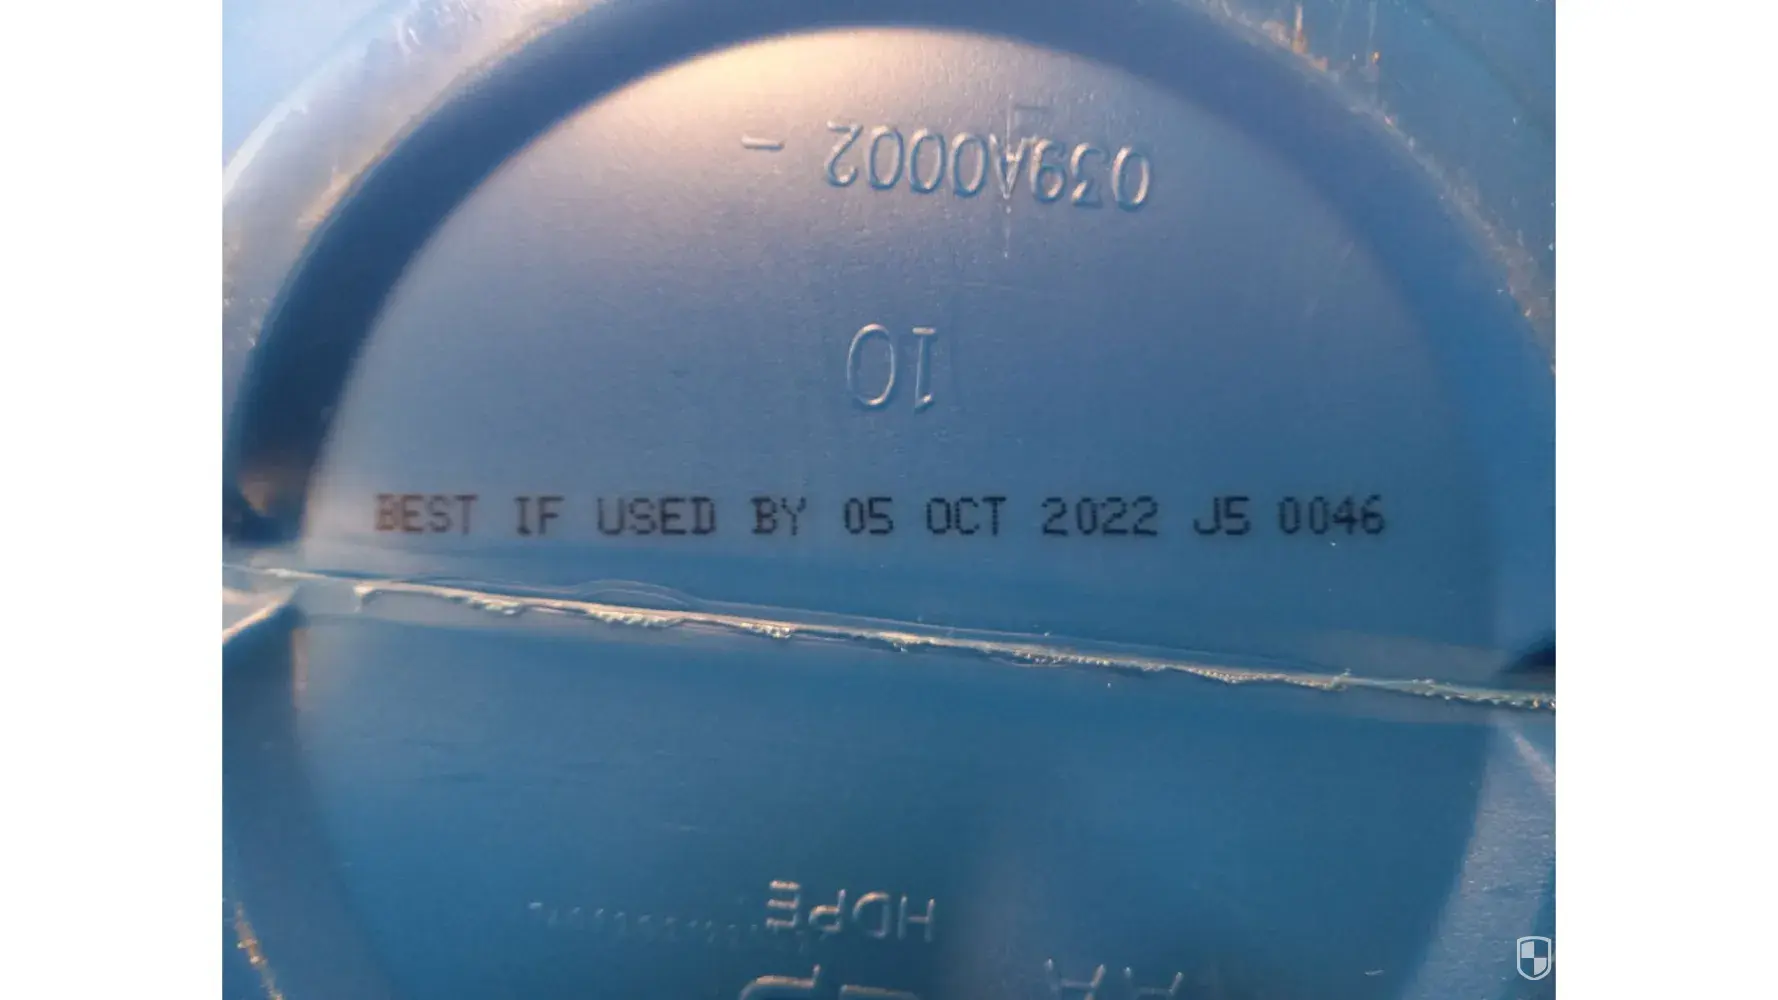 039A0002 -
10
BEST IF USED BY 05 OCT 2022 J5 0046
HDPE